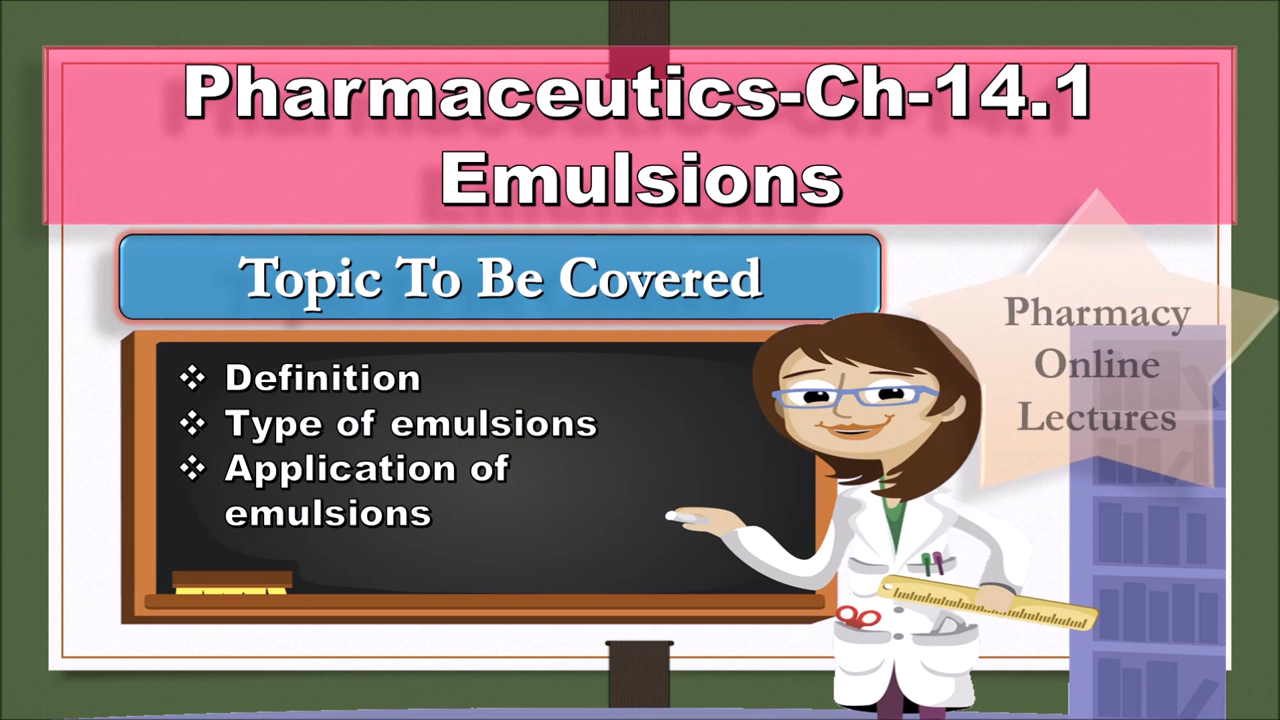 Pharmaceutics-Ch-14.1
Emulsions
Topic To Be Covered
❖ Definition
❖ Type of emulsions
❖ Application of
emulsions
Pharmacy
Online
Lectures